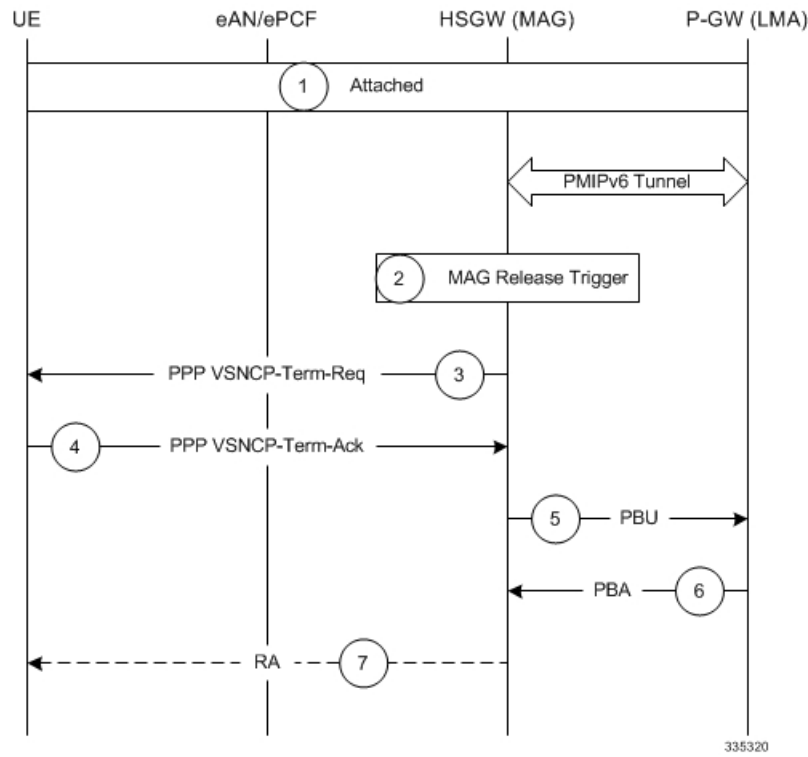 UE eAN/ePCF HSGW (MAG) P-GW (LMA)
1 Attached
PMIPv6 Tunnel
2 MAG Release Trigger
PPP VSNCP-Term-Req 3
4 PPP VSNCP-Term-Ack
5 PBU
PBA 6
RA 7
335320